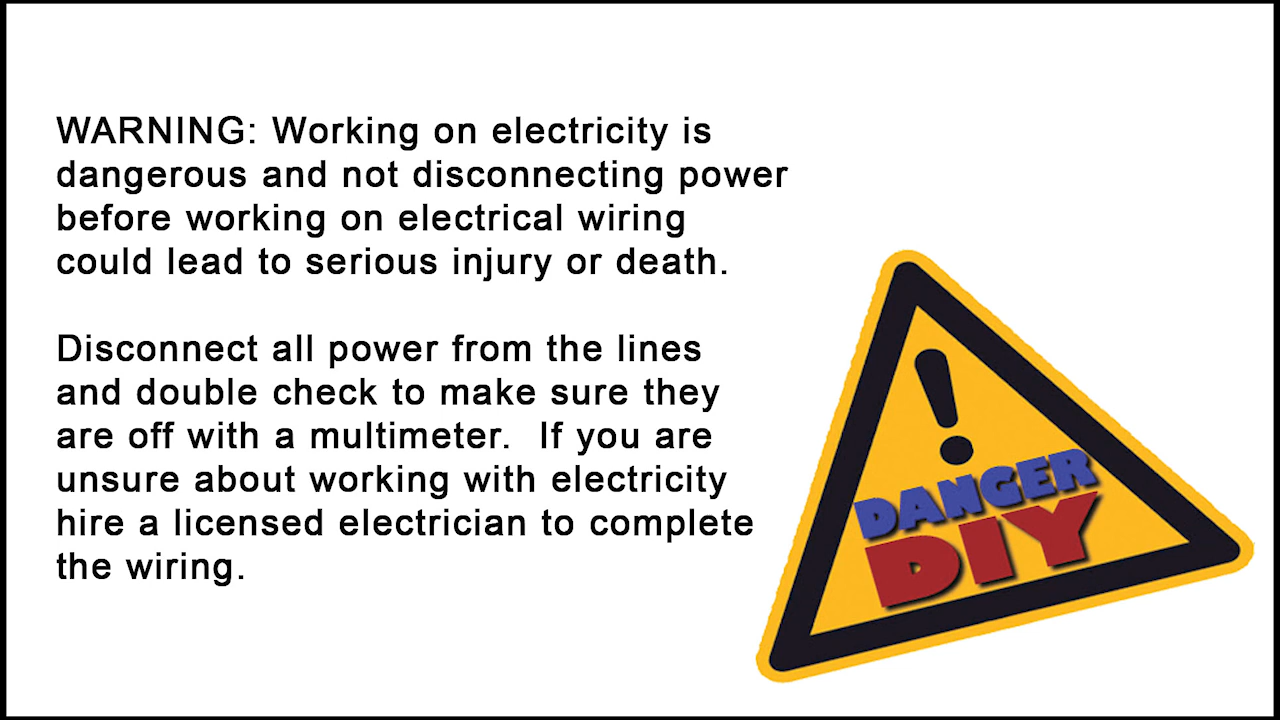 WARNING: Working on electricity is
dangerous and not disconnecting power
before working on electrical wiring
could lead to serious injury or death.
Disconnect all power from the lines
and double check to make sure they
are off with a multimeter.  If you are
unsure about working with electricity
hire a licensed electrician to complete
the wiring.
!
DANGER
DIY